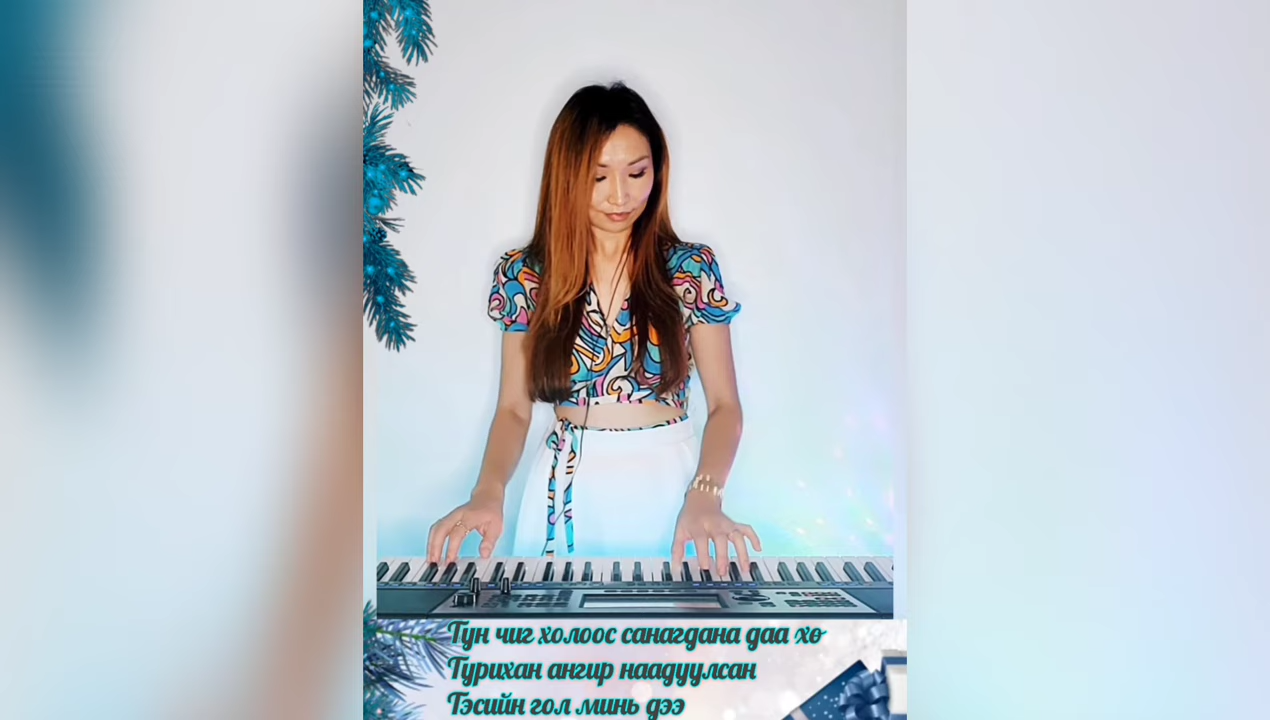 Тун чиг холоос санагдана даа хө
Турихан ангир наадуулсан
Тэсийн гол минь дээ